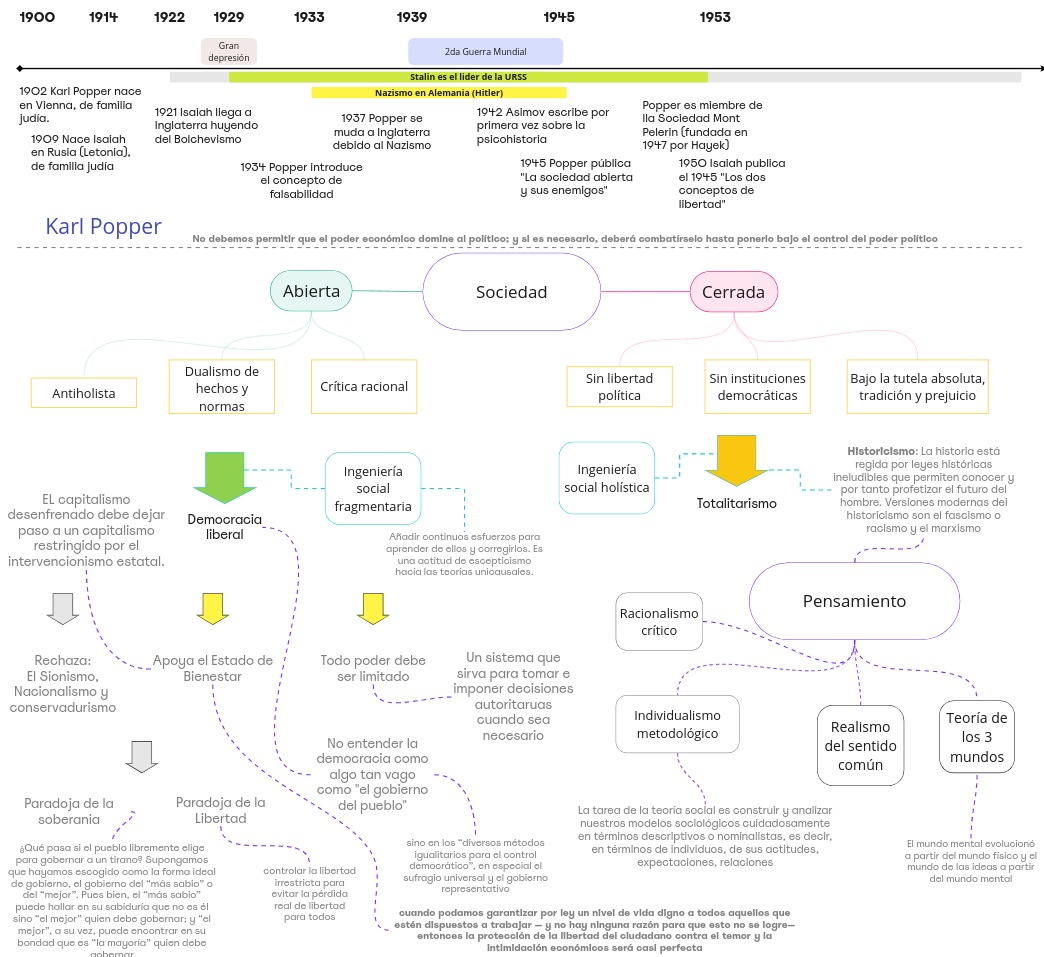 1900 1914 1922 1929 1933 1939 1945 1953
Gran
depresión
2da Guerra Mundial
Stalin es el lider de la URSS
Nazismo en Alemania (Hitler)
1902 Karl Popper nace
en Vienna, de familia
judía.
1909 Nace Isaiah
en Rusia (Letonia),
de familia judía
1921 Isaiah llega a
Inglaterra huyendo
del Bolchevismo
1934 Popper introduce
el concepto de
falsabilidad
1937 Popper se
muda a Inglaterra
debido al Nazismo
1942 Asimov escribe por
primera vez sobre la
psicohistoria
1945 Popper pública
"La sociedad abierta
y sus enemigos"
Popper es miembre de
lla Sociedad Mont
Pelerin (fundada en
1947 por Hayek)
1950 Isaiah publica
el 1945 "Los dos
conceptos de
libertad"
Karl Popper
No debemos permitir que el poder económico domine al político; y si es necesario, deberá combatírselo hasta ponerlo bajo el control del poder político
Abierta
Sociedad
Cerrada
Antiholista
Dualismo de
hechos y
normas
Crítica racional
Sin libertad
política
Sin instituciones
democráticas
Bajo la tutela absoluta,
tradición y prejuicio
EL capitalismo
desenfrenado debe dejar
paso a un capitalismo
restringido por el
intervencionismo estatal.
Democracia
liberal
Ingeniería
social
fragmentaria
Añadir continuos esfuerzos para
aprender de ellos y corregirlos. Es
una actitud de escepticismo
hacía las teorías unicausales.
Ingeniería
social holística
Totalitarismo
Historicismo: La historia está
regida por leyes históricas
ineludibles que permiten conocer y
por tanto profetizar el futuro del
hombre. Versiones modernas del
historicismo son el fascismo o
racismo y el marxismo
Pensamiento
Racionalismo
crítico
Individualismo
metodológico
Realismo
del sentido
común
Teoría de
los 3
mundos
Rechaza:
El Sionismo,
Nacionalismo y
conservadurismo
Apoya el Estado de
Bienestar
Todo poder debe
ser limitado
Un sistema que
sirva para tomar e
imponer decisiones
autoritaruas
cuando sea
necesario
No entender la
democracia como
algo tan vago
como "el gobierno
del pueblo"
Paradoja de la
soberania
Paradoja de la
Libertad
¿Qué pasa si el pueblo libremente elige
para gobernar a un tirano? Supongamos
que hayamos escogido como la forma ideal
de gobierno, el gobierno del "más sabio" o
del "mejor". Pues bien, el "más sabio"
puede hallar en su sabiduría que no es él
sino "el mejor" quien debe gobernar; y "el
mejor", a su vez, puede encontrar en su
bondad que es "la mayoría" quien debe
gobernar
controlar la libertad
irrestricta para
evitar la pérdida
real de libertad
para todos
sino en los "diversos métodos
igualitarios para el control
democrático", en especial el
sufragio universal y el gobierno
representativo
La tarea de la teoría social es construir y analizar
nuestros modelos sociológicos cuidadosamente
en términos descriptivos o nominalistas, es decir,
en términos de individuos, de sus actitudes,
expectaciones, relaciones
El mundo mental evolucionó
a partir del mundo físico y el
mundo de las ideas a partir
del mundo mental
cuando podamos garantizar por ley un nivel de vida digno a todos aquellos que
estén dispuestos a trabajar — y no hay ninguna razón para que esto no se logre—
entonces la protección de la libertad del ciudadano contra el temor y la
intimidación económicos será casi perfecta